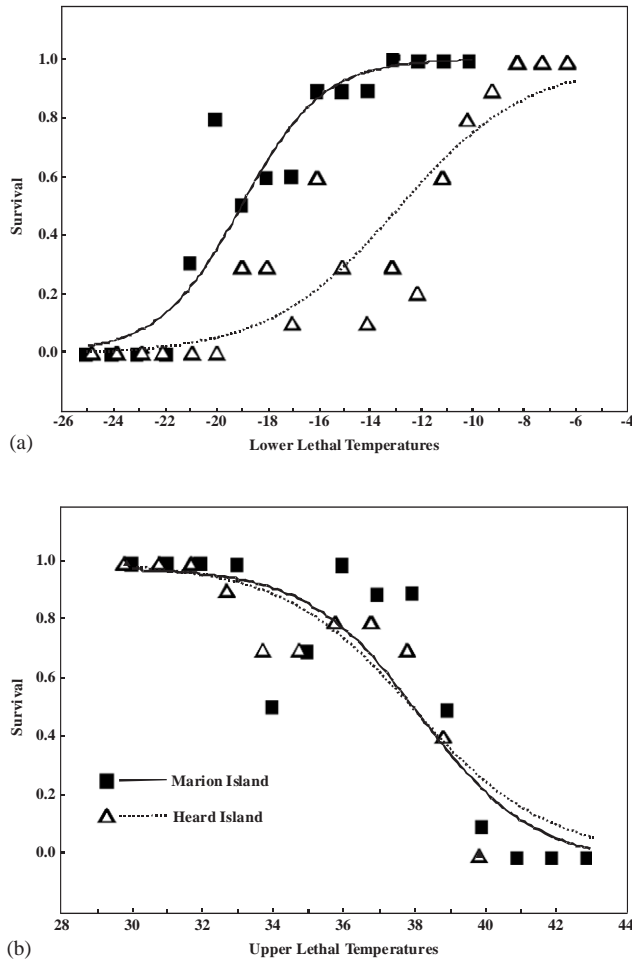 1.0
0.8
0.6
0.4
0.2
0.0
Survival
-26 -24 -22 -20 -18 -16 -14 -12 -10 -8 -6 -4
(a) Lower Lethal Temperatures
1.0
0.8
0.6
0.4
0.2
0.0
Survival
Marion Island
Heard Island
28 30 32 34 36 38 40 42 44
(b) Upper Lethal Temperatures